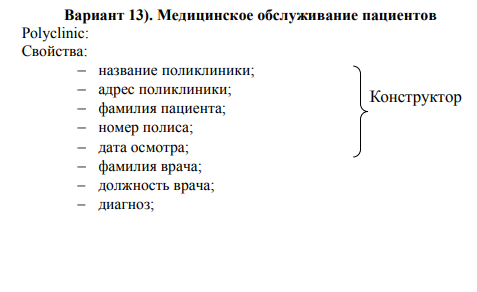 Вариант 13). Медицинское обслуживание пациентов
Polyclinic:
Свойства:
– название поликлиники;
– адрес поликлиники;
– фамилия пациента;
– номер полиса;
– дата осмотра;
Конструктор
– фамилия врача;
– должность врача;
– диагноз;